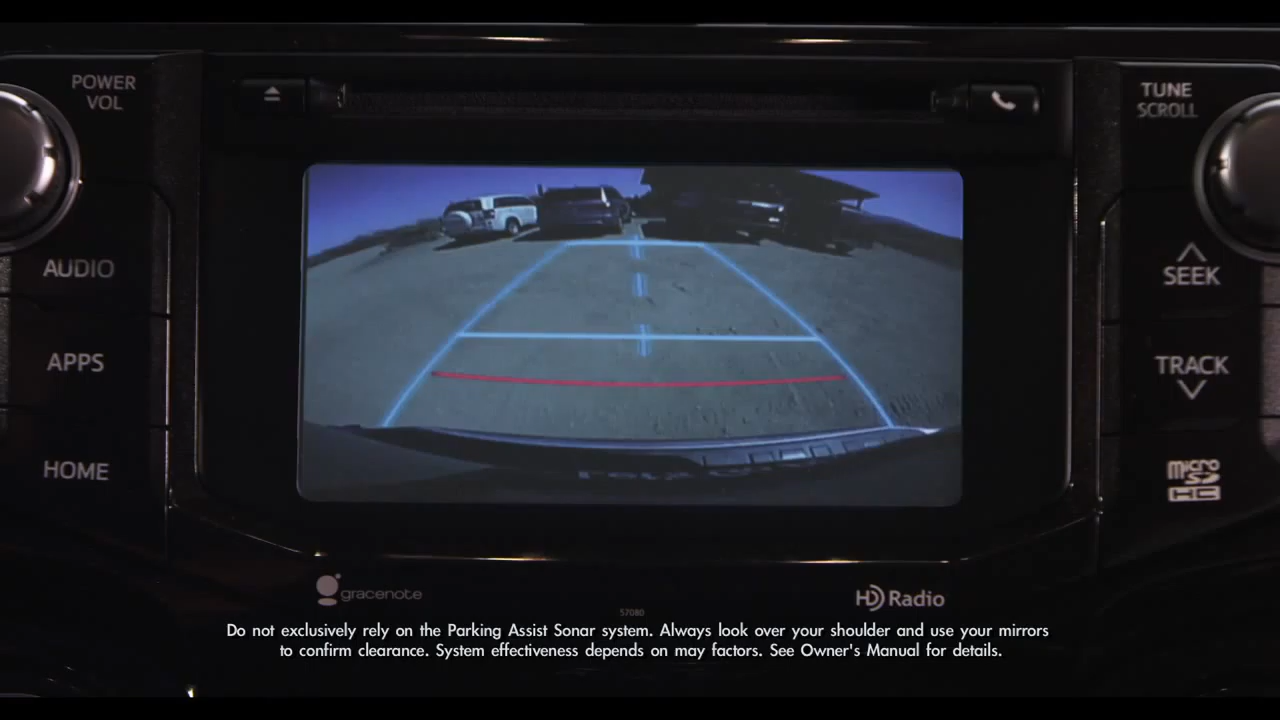 POWER
VOL
TUNE
SCROLL
AUDIO
SEEK
APPS
TRACK
HOME
micro
SD
HC
gracenote
HD Radio
57080
Do not exclusively rely on the Parking Assist Sonar system. Always look over your shoulder and use your mirrors
to confirm clearance. System effectiveness depends on may factors. See Owner's Manual for details.